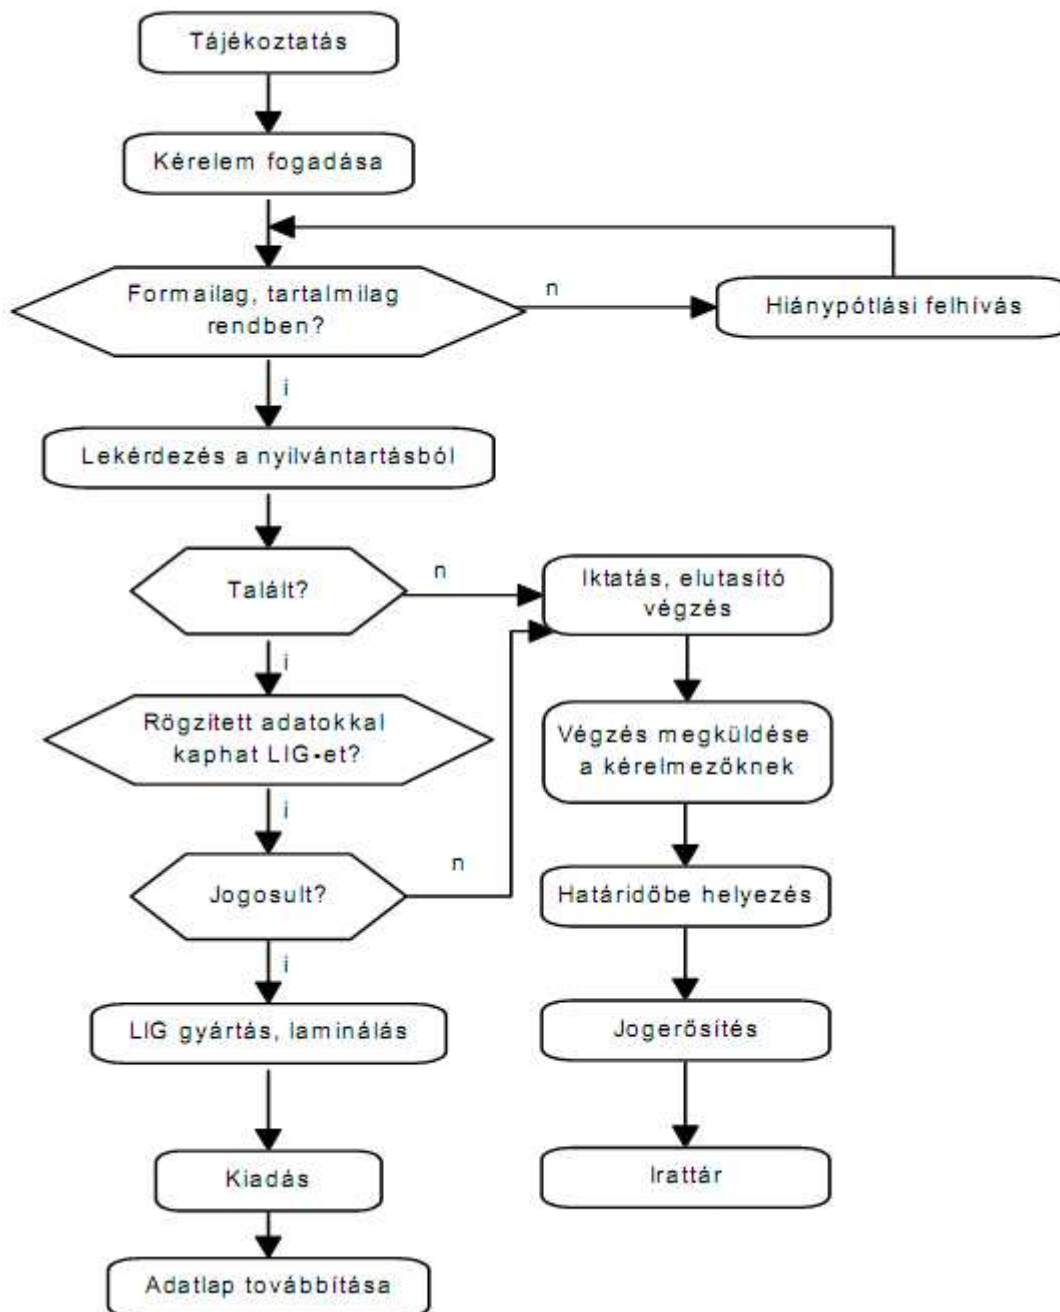 Tájékoztatás
Kérelem fogadása
Formailag, tartalmilag
rendben?
n
Hiánypótlási felhívás
i
Lekérdezés a nyilvántartásból
Talált?
n
Iktatás, elutasító
végzés
i
Rögzített adatokkal
kaphat LIG-et?
Végzés megküldése
a kérelmezőknek
i
Jogosult?
n
Határidőbe helyezés
i
LIG gyártás, laminálás
Jogerősítés
Kiadás
Irattár
Adatlap továbbítása